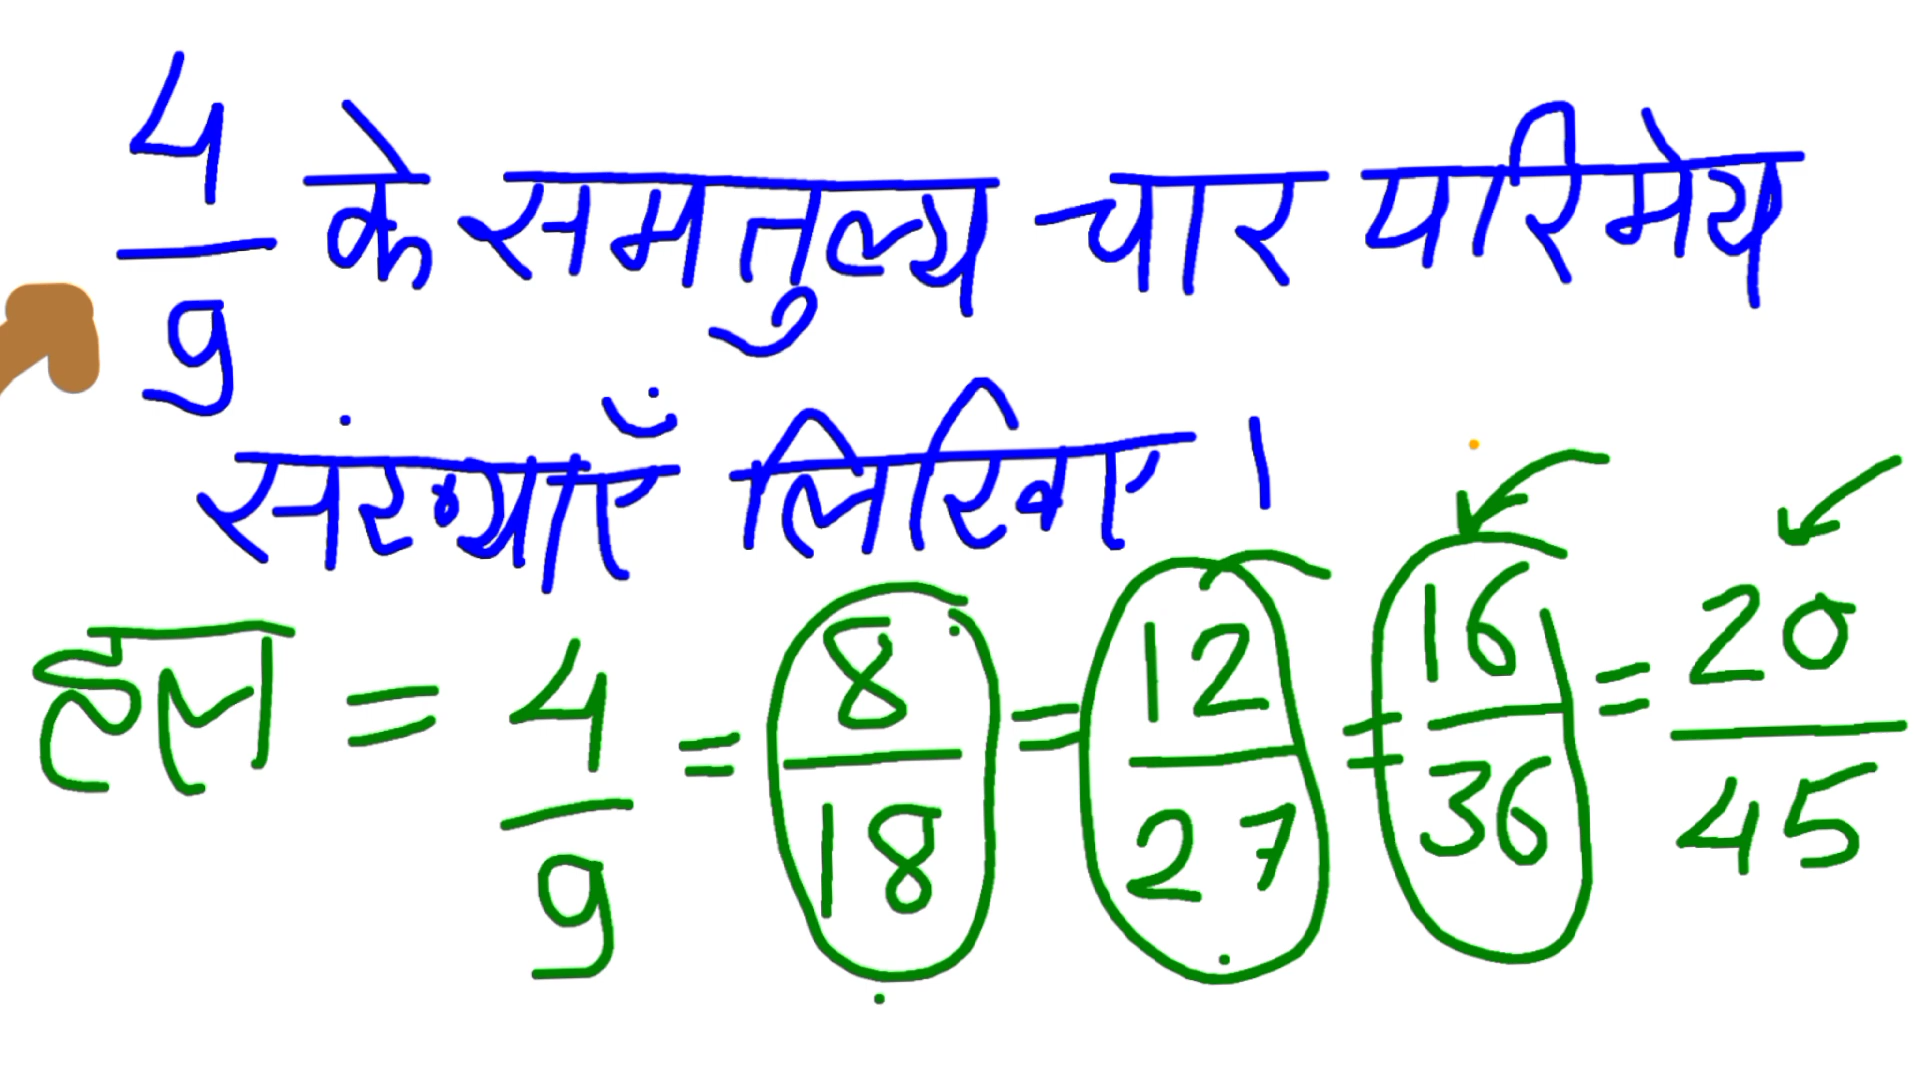 4/9 के समतुल्य चार परिमेय
संख्याएँ लिखिए ।
हल = 4/9 = 8/18 = 12/27 = 16/36 = 20/45